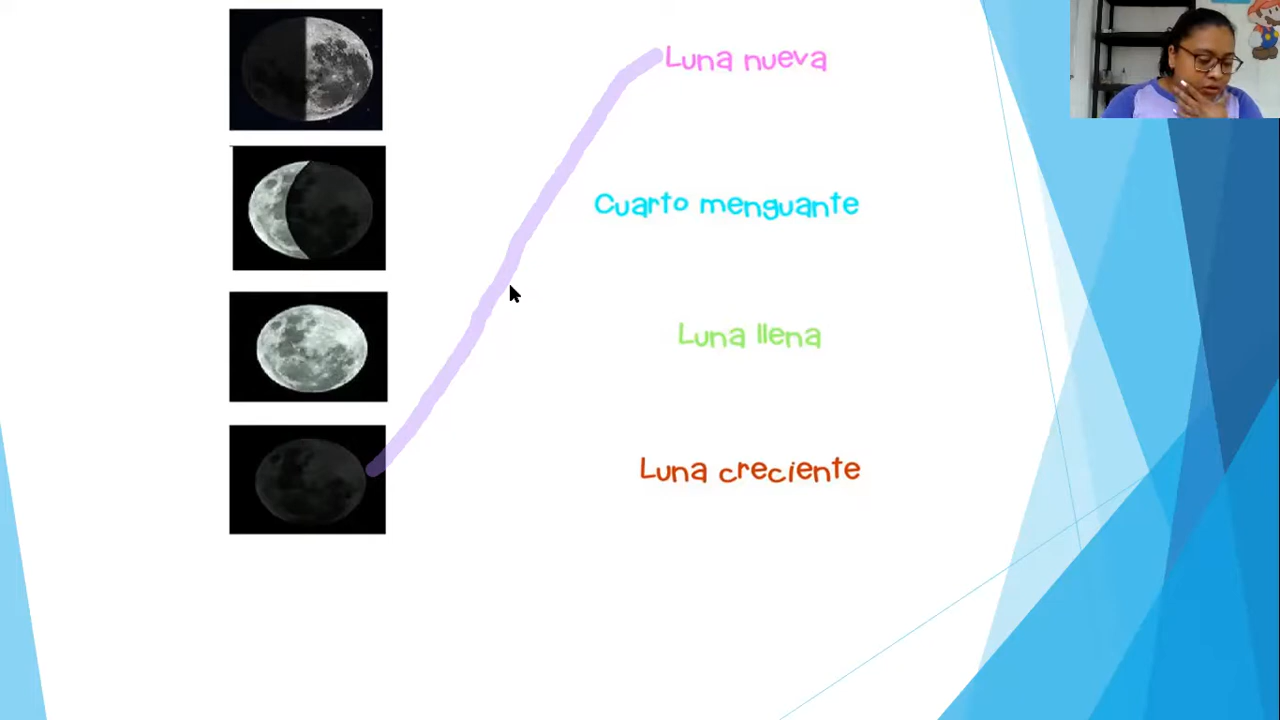 Luna nueva
Cuarto menguante
Luna llena
Luna creciente